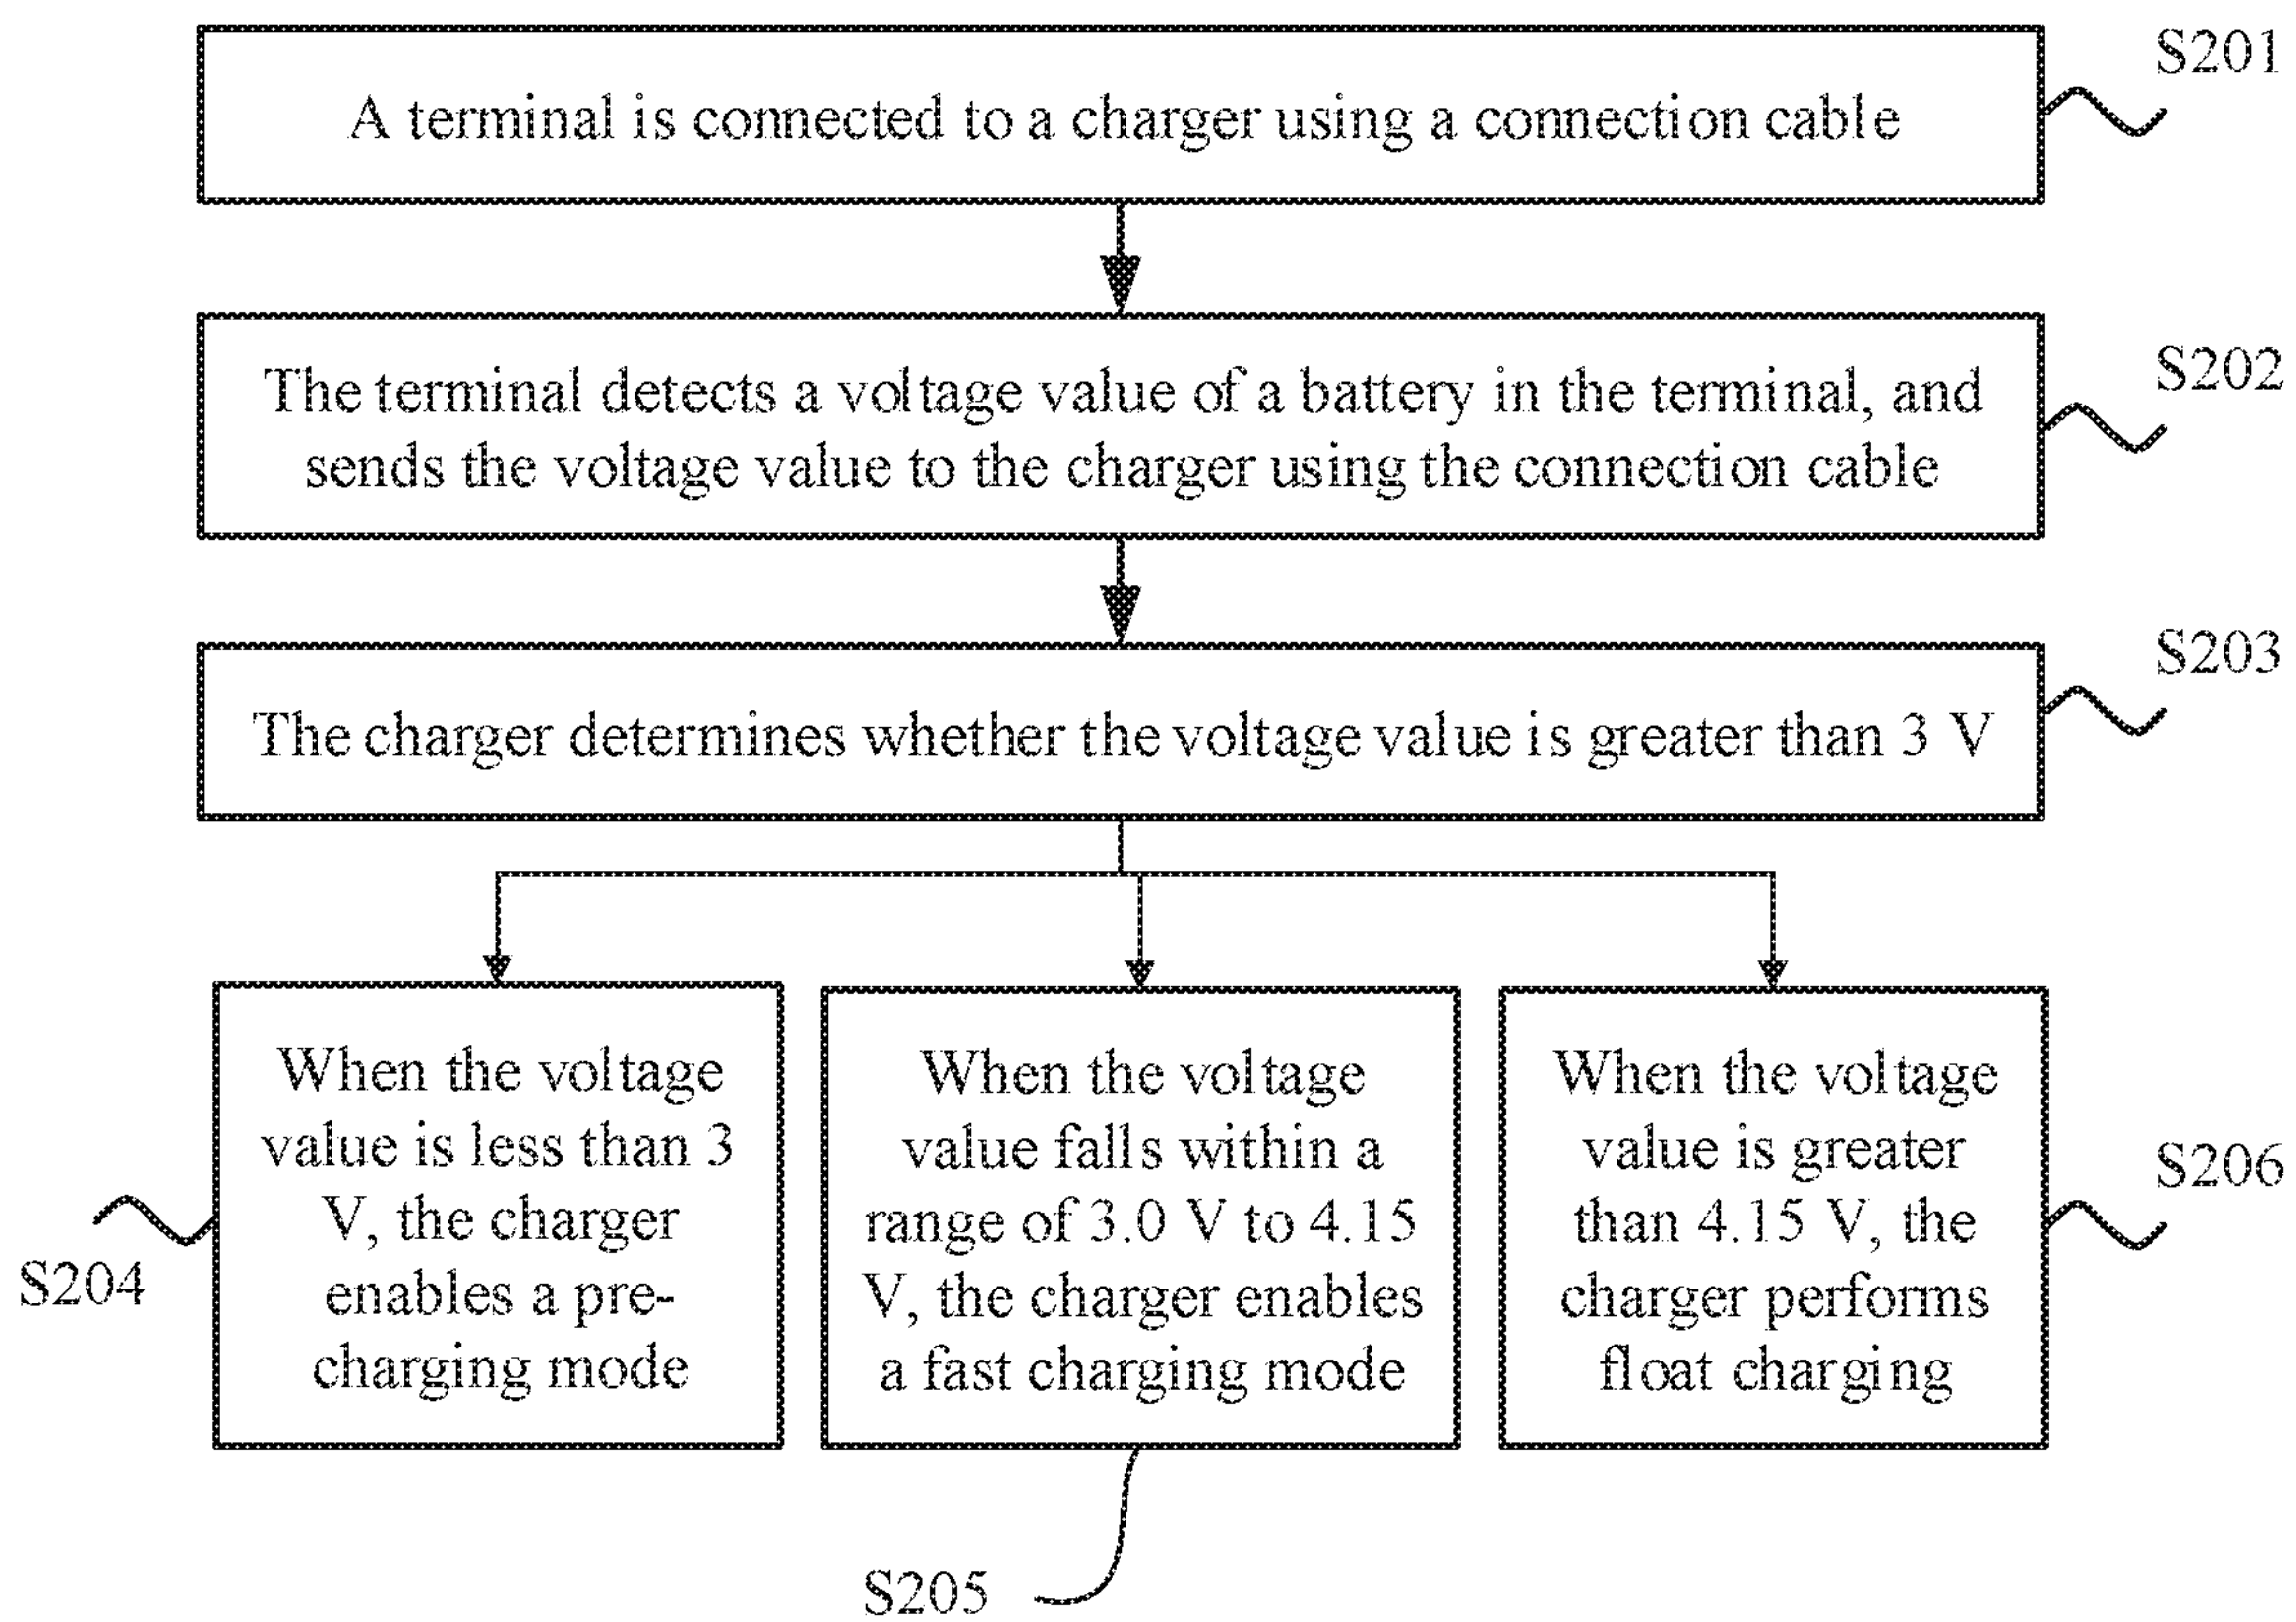 S201
A terminal is connected to a charger using a connection cable
S202
The terminal detects a voltage value of a battery in the terminal, and
sends the voltage value to the charger using the connection cable
S203
The charger determines whether the voltage value is greater than 3 V
When the voltage
value is less than 3
V, the charger
enables a pre-
charging mode
S204
When the voltage
value falls within a
range of 3.0 V to 4.15
V, the charger enables
a fast charging mode
S205
When the voltage
value is greater
than 4.15 V, the
charger performs
float charging
S206